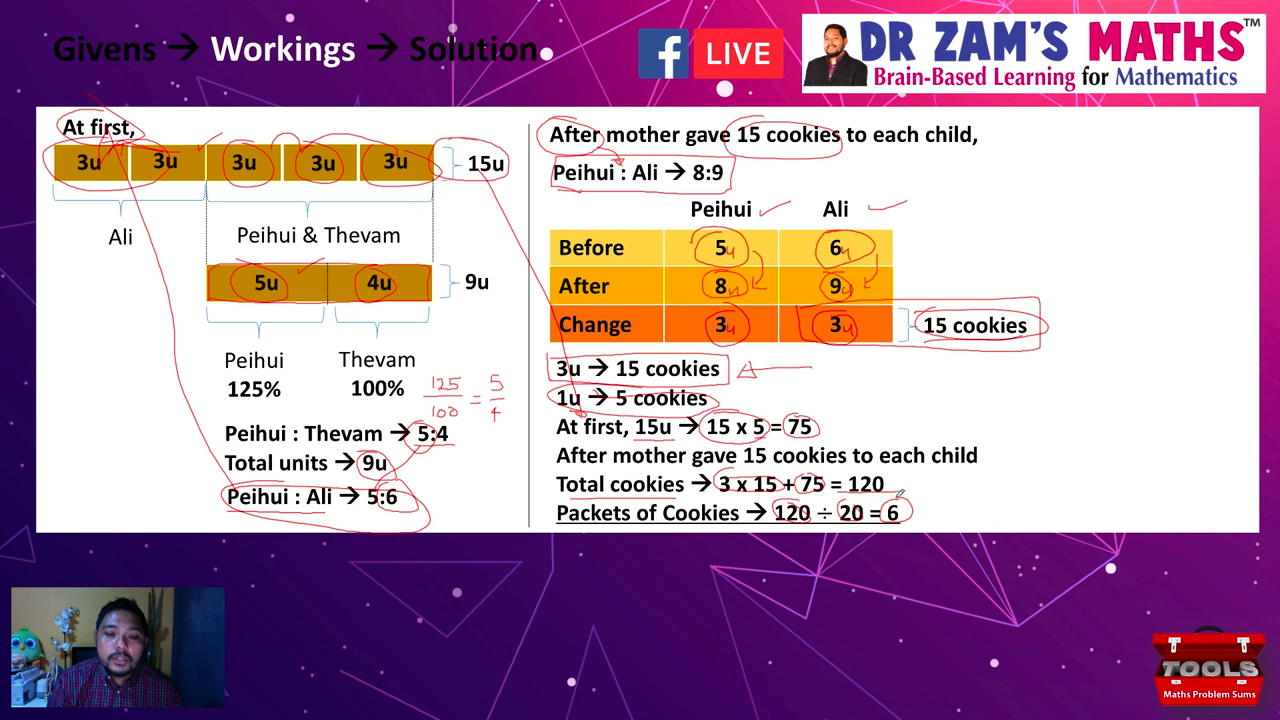 Givens → Workings → Solution
f LIVE
DR ZAM'S MATHS™
Brain-Based Learning for Mathematics
At first,
3u 3u 3u 3u 3u 15u
Ali Peihui & Thevam
5u 4u 9u
Peihui Thevam
125% 100%
125/100 = 5/4
Peihui : Thevam → 5:4
Total units → 9u
Peihui : Ali → 5:6
After mother gave 15 cookies to each child,
Peihui : Ali → 8:9
Peihui Ali
Before 5u 6u
After 8u 9u
Change 3u 3u 15 cookies
3u → 15 cookies
1u → 5 cookies
At first, 15u → 15 x 5 = 75
After mother gave 15 cookies to each child
Total cookies → 3 x 15 + 75 = 120
Packets of Cookies → 120 ÷ 20 = 6
TOOLS
Maths Problem Sums